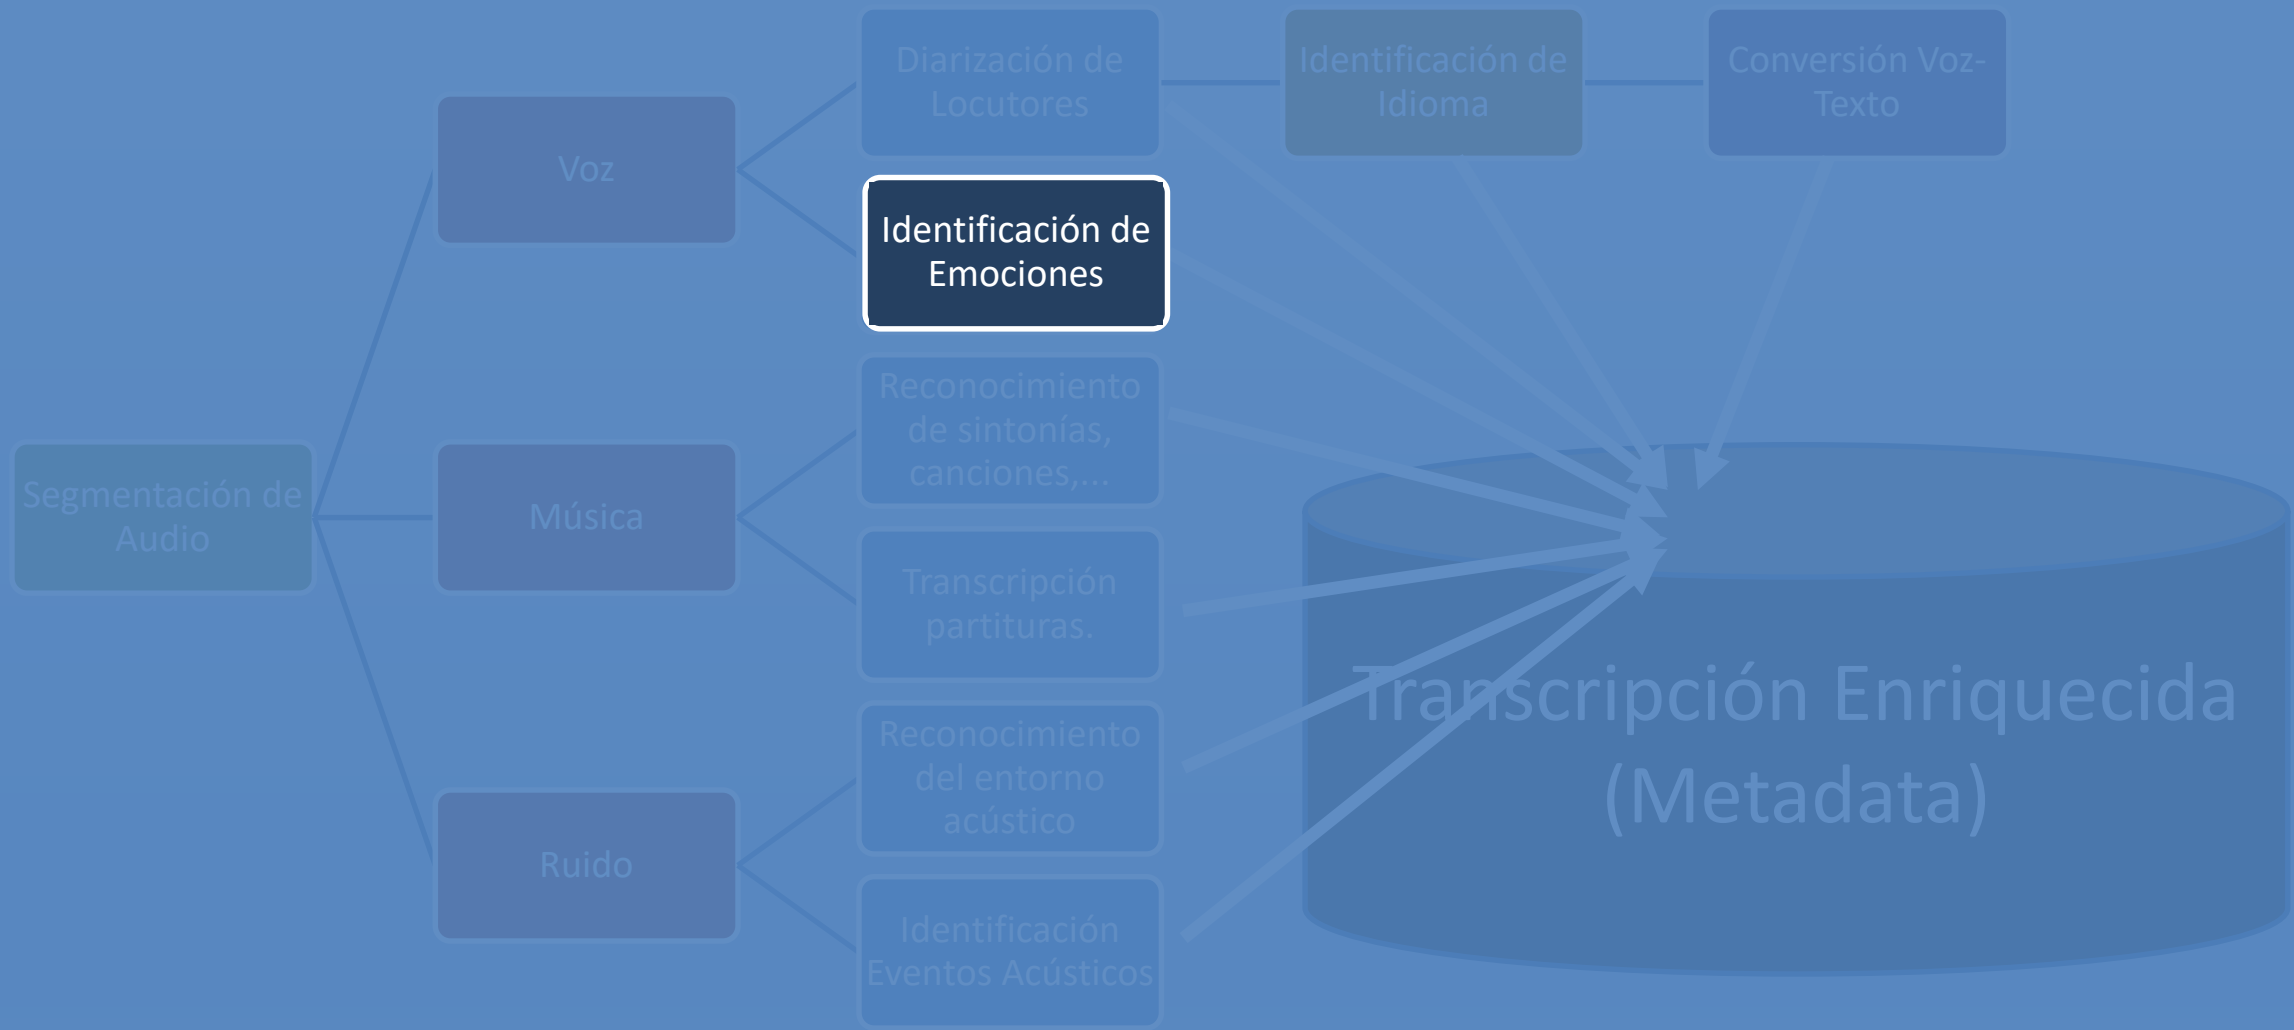 Diarización de
Locutores
Identificación de
Idioma
Conversión Voz-
Texto
Voz
Identificación de
Emociones
Reconocimiento
de sintonías,
canciones,...
Segmentación de
Audio
Música
Transcripción
partituras.
Transcripción Enriquecida
(Metadata)
Reconocimiento
del entorno
acústico
Ruido
Identificación
Eventos Acústicos